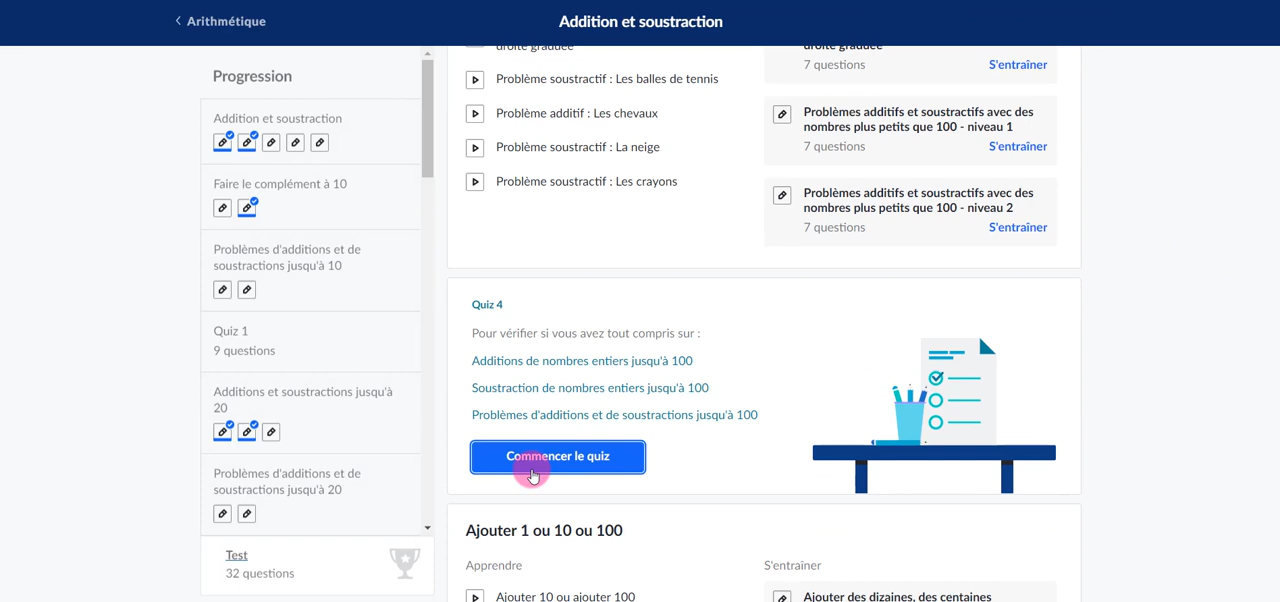 Arithmétique
Addition et soustraction
Progression
Addition et soustraction
Faire le complément à 10
Problèmes d'additions et de
soustractions jusqu'à 10
Quiz 1
9 questions
Additions et soustractions jusqu'à
20
Problèmes d'additions et de
soustractions jusqu'à 20
Test
32 questions
droite graduée
Problème soustractif : Les balles de tennis
Problème additif : Les chevaux
Problème soustractif : La neige
Problème soustractif : Les crayons
droite graduée
7 questions
S'entraîner
Problèmes additifs et soustractifs avec des
nombres plus petits que 100 - niveau 1
7 questions
S'entraîner
Problèmes additifs et soustractifs avec des
nombres plus petits que 100 - niveau 2
7 questions
S'entraîner
Quiz 4
Pour vérifier si vous avez tout compris sur :
Additions de nombres entiers jusqu'à 100
Soustraction de nombres entiers jusqu'à 100
Problèmes d'additions et de soustractions jusqu'à 100
Commencer le quiz
Ajouter 1 ou 10 ou 100
Apprendre
Ajouter 10 ou ajouter 100
S'entraîner
Ajouter des dizaines, des centaines